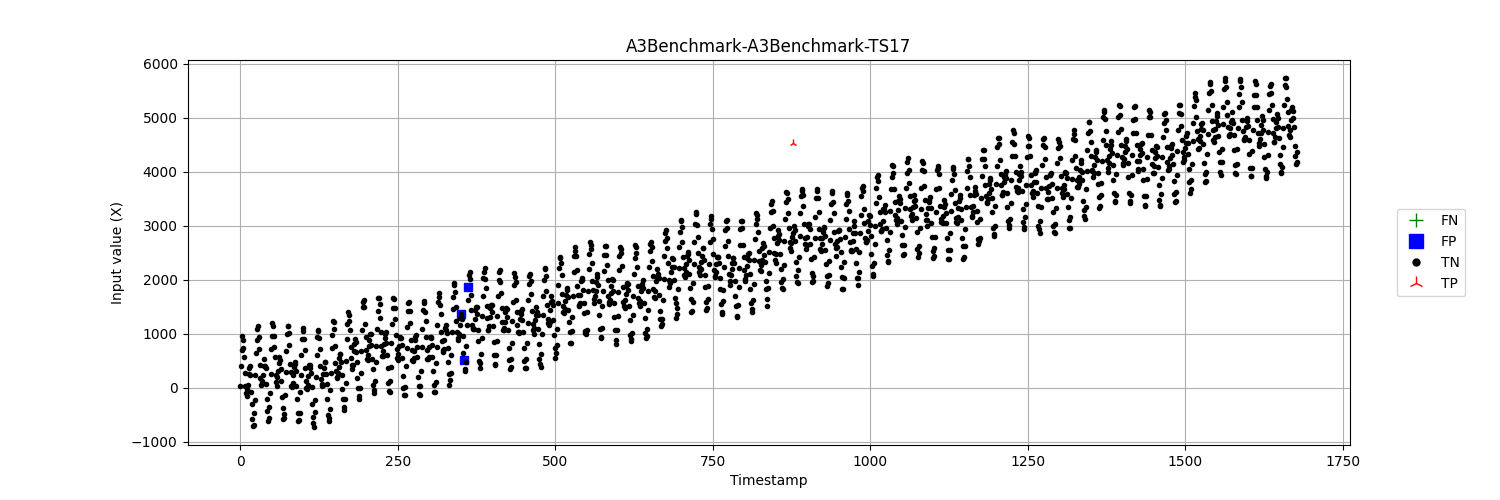 A3Benchmark-A3Benchmark-TS17
6000
5000
4000
3000
2000
1000
0
−1000
Input value (X)
0 250 500 750 1000 1250 1500 1750
Timestamp
FN
FP
TN
TP